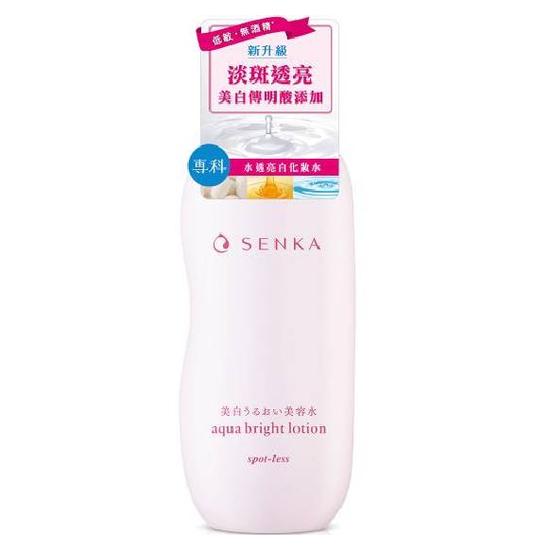 低敏·無酒精*
新升級
淡斑透亮
美白傳明酸添加
専科
水透亮白化妝水
SENKA
美白うるおい美容水
aqua bright lotion
spot-less